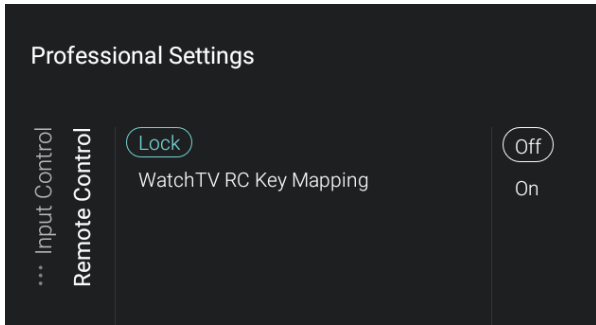 Professional Settings
··· Input Control
Remote Control
Lock
WatchTV RC Key Mapping
Off
On